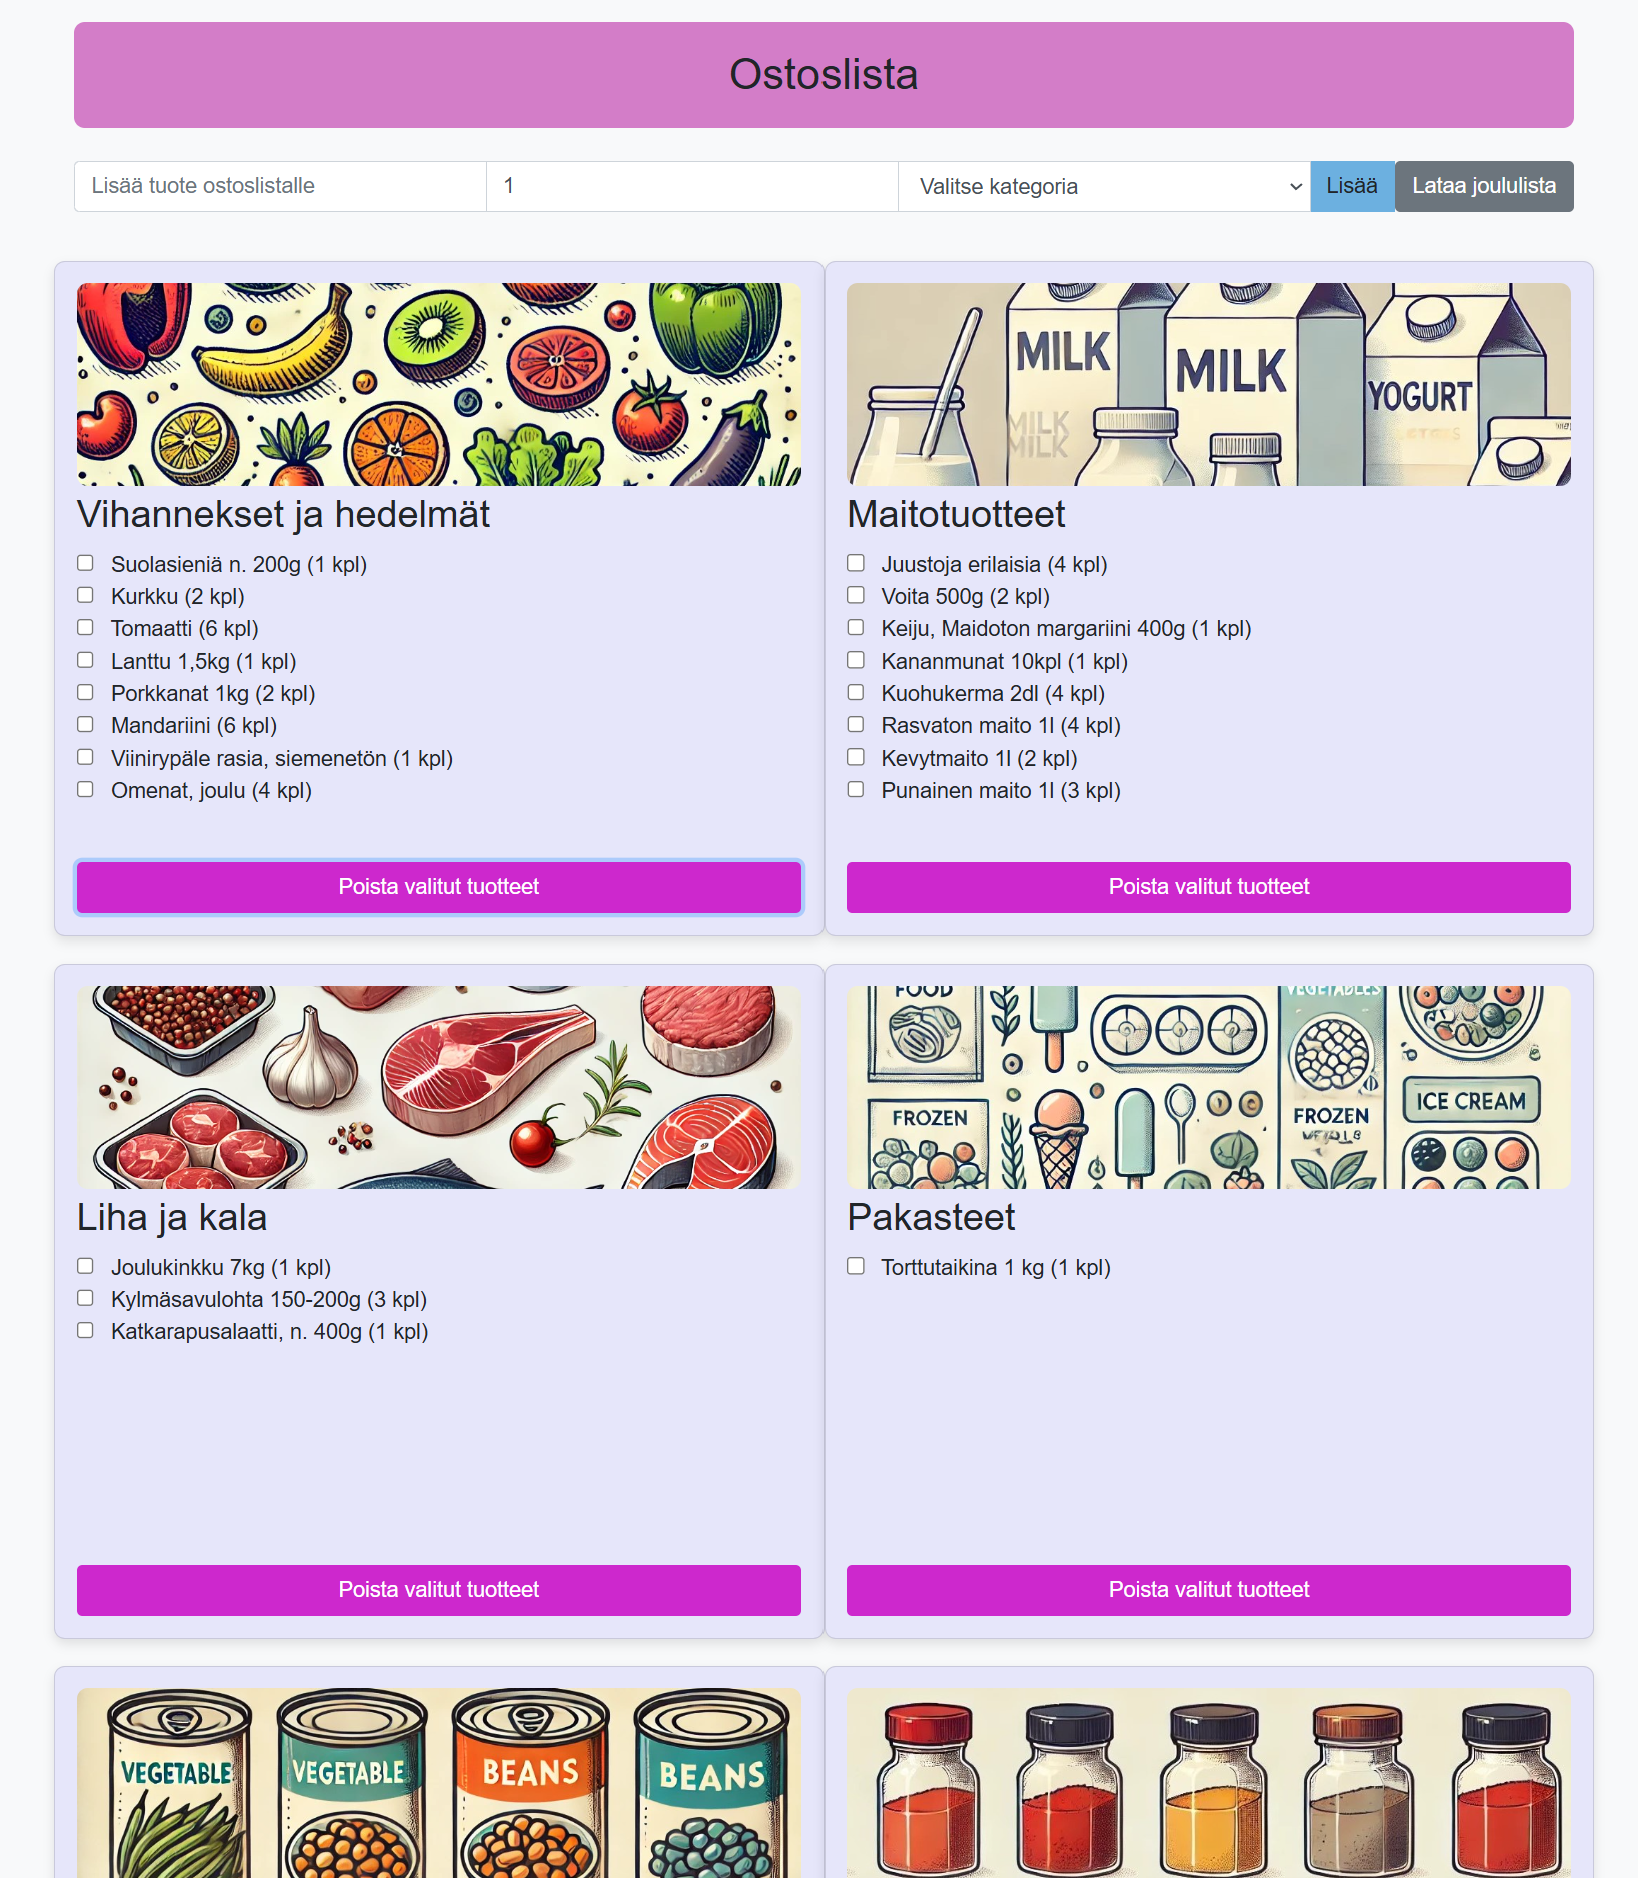 Ostoslista
Lisää tuote ostoslistalle
1
Valitse kategoria
Lisää
Lataa joululista
MILK
MILK
YOGURT
MILK
MILK
Vihannekset ja hedelmät
Suolasieniä n. 200g (1 kpl)
Kurkku (2 kpl)
Tomaatti (6 kpl)
Lanttu 1,5kg (1 kpl)
Porkkanat 1kg (2 kpl)
Mandariini (6 kpl)
Viinirypäle rasia, siemenetön (1 kpl)
Omenat, joulu (4 kpl)
Poista valitut tuotteet
Maitotuotteet
Juustoja erilaisia (4 kpl)
Voita 500g (2 kpl)
Keiju, Maidoton margariini 400g (1 kpl)
Kananmunat 10kpl (1 kpl)
Kuohukerma 2dl (4 kpl)
Rasvaton maito 1l (4 kpl)
Kevytmaito 1l (2 kpl)
Punainen maito 1l (3 kpl)
Poista valitut tuotteet
Liha ja kala
Joulukinkku 7kg (1 kpl)
Kylmäsavulohta 150-200g (3 kpl)
Katkarapusalaatti, n. 400g (1 kpl)
Poista valitut tuotteet
FOOD
VEGETABLES
FROZEN
FROZEN
ICE CREAM
Pakasteet
Torttutaikina 1 kg (1 kpl)
Poista valitut tuotteet
VEGETABLE
VEGETABLE
BEANS
BEANS